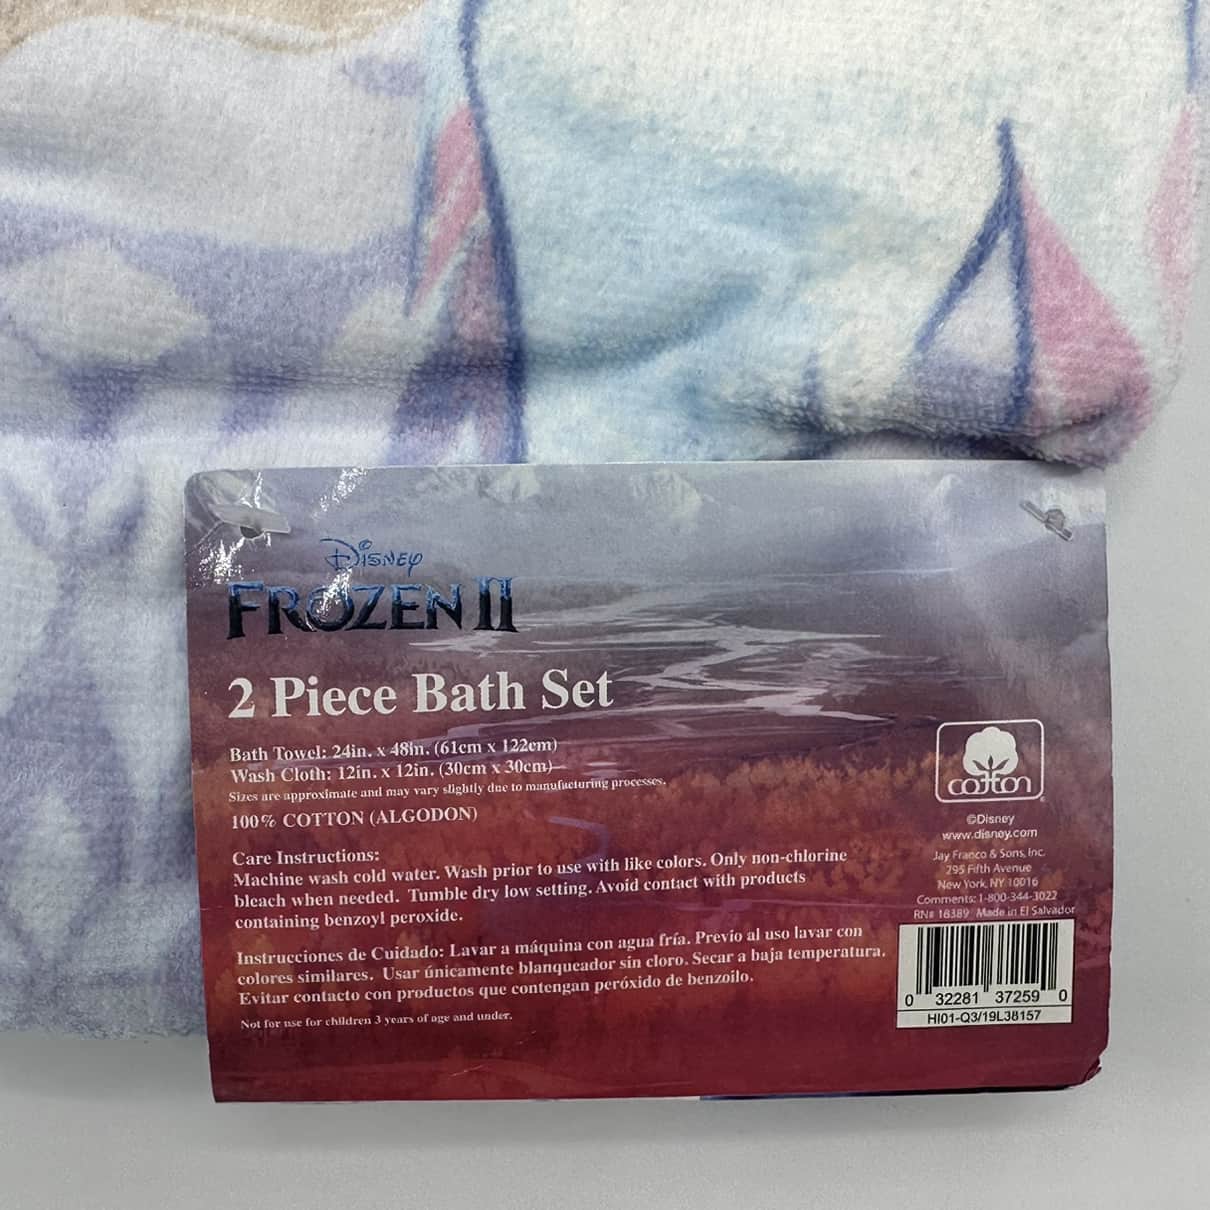 Disney
FROZEN II
2 Piece Bath Set
Bath Towel: 24in. x 48in. (61cm x 122cm)
Wash Cloth: 12in. x 12in. (30cm x 30cm)
Sizes are approximate and may vary slightly due to manufacturing processes.
100% COTTON (ALGODON)
Care Instructions:
Machine wash cold water. Wash prior to use with like colors. Only non-chlorine
bleach when needed. Tumble dry low setting. Avoid contact with products
containing benzoyl peroxide.
Instrucciones de Cuidado: Lavar a máquina con agua fría. Previo al uso lavar con
colores similares. Usar únicamente blanqueador sin cloro. Secar a baja temperatura.
Evitar contacto con productos que contengan peróxido de benzoilo.
Not for use for children 3 years of age and under.
cotton®
©Disney
www.disney.com
Jay Franco & Sons, Inc.
295 Fifth Avenue
New York, NY 10016
Comments: 1-800-344-3022
RN# 18389 Made in El Salvador
0 32281 37259 0
HI01-Q3/19L38157